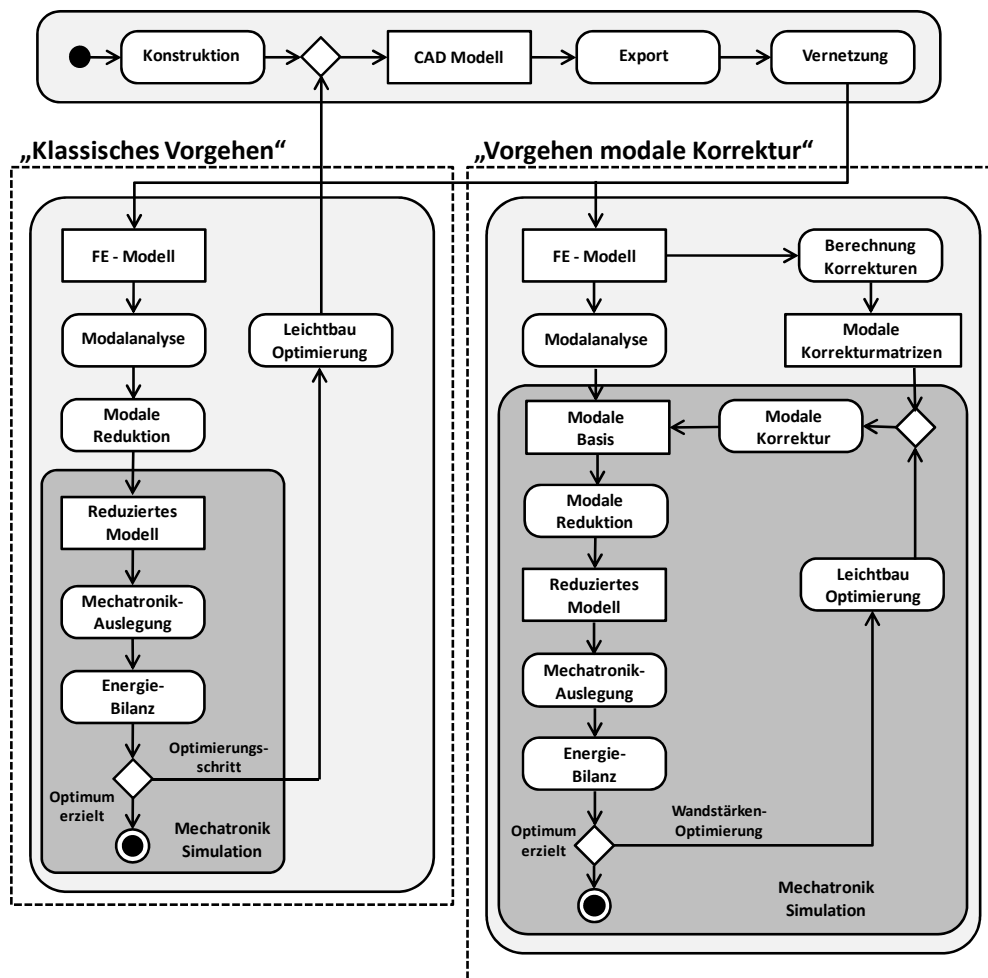 Konstruktion
CAD Modell
Export
Vernetzung
„Klassisches Vorgehen“
FE - Modell
Modalanalyse
Leichtbau
Optimierung
Modale
Reduktion
Reduziertes
Modell
Mechatronik-
Auslegung
Energie-
Bilanz
Optimierungs-
schritt
Optimum
erzielt
Mechatronik
Simulation
„Vorgehen modale Korrektur“
FE - Modell
Berechnung
Korrekturen
Modalanalyse
Modale
Korrekturmatrizen
Modale
Basis
Modale
Korrektur
Modale
Reduktion
Reduziertes
Modell
Leichtbau
Optimierung
Mechatronik-
Auslegung
Energie-
Bilanz
Wandstärken-
Optimierung
Optimum
erzielt
Mechatronik
Simulation